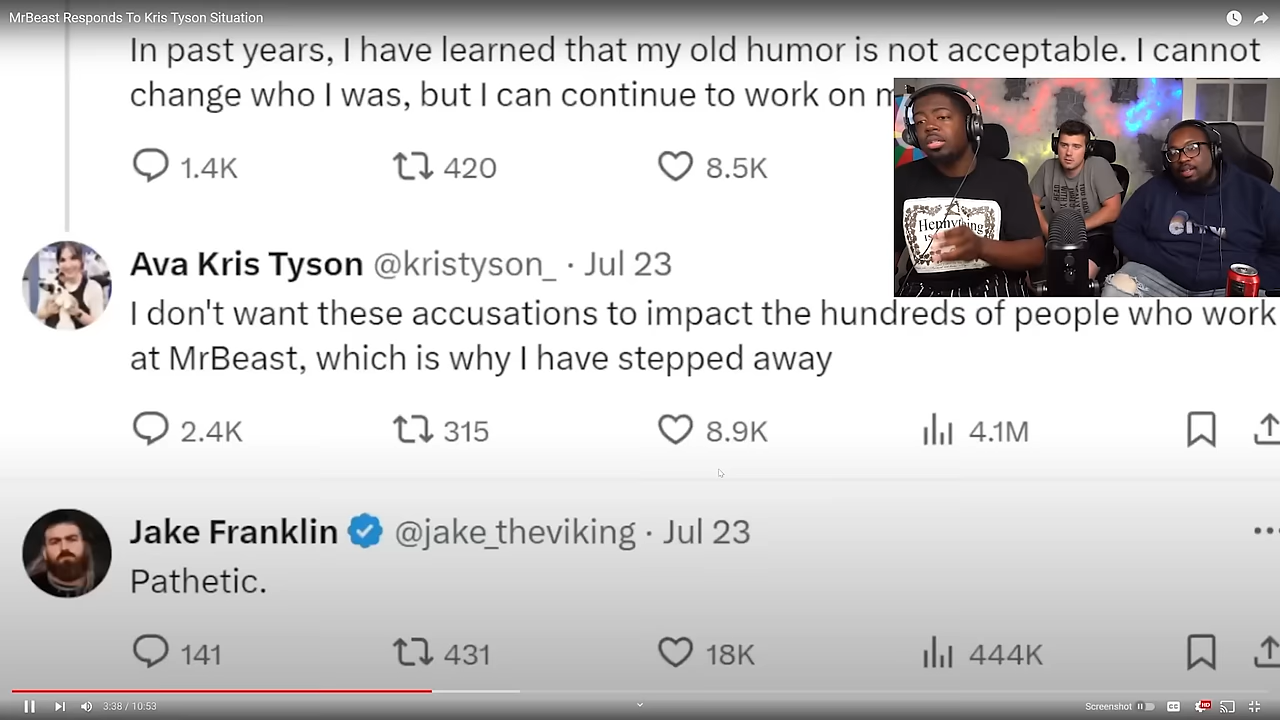 MrBeast Responds To Kris Tyson Situation
In past years, I have learned that my old humor is not acceptable. I cannot
change who I was, but I can continue to work on m
1.4K 420 8.5K
Hennything
Ava Kris Tyson @kristyson_ · Jul 23
I don't want these accusations to impact the hundreds of people who work
at MrBeast, which is why I have stepped away
2.4K 315 8.9K 4.1M
Jake Franklin @jake_theviking · Jul 23
Pathetic.
141 431 18K 444K
3:38 / 10:53 Screenshot CC HD